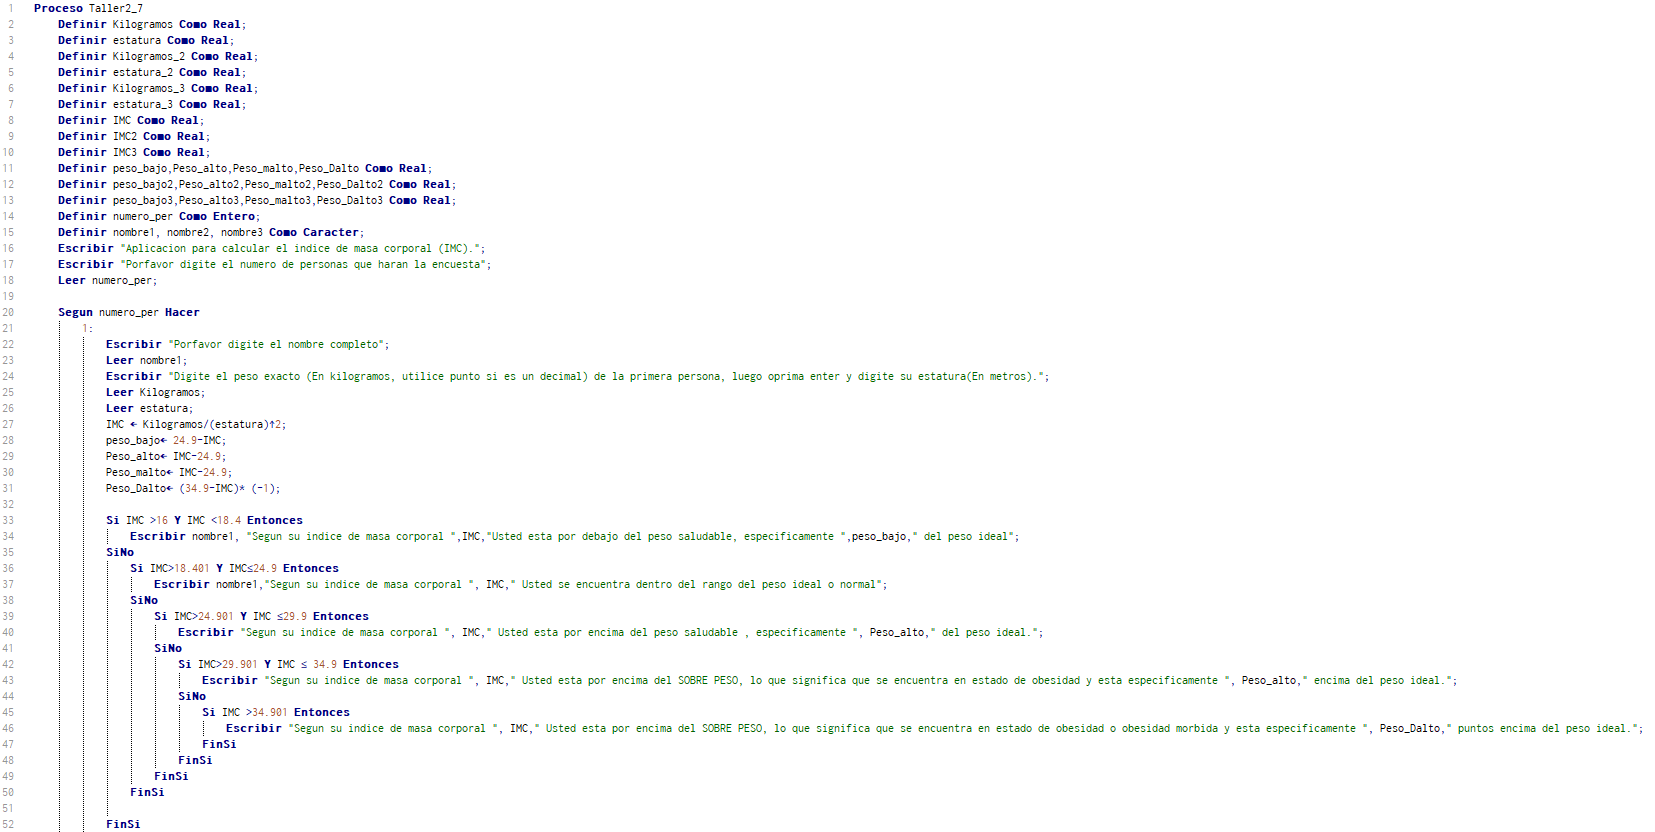 1 Proceso Taller2_7
2 Definir Kilogramos Como Real;
3 Definir estatura Como Real;
4 Definir Kilogramos_2 Como Real;
5 Definir estatura_2 Como Real;
6 Definir Kilogramos_3 Como Real;
7 Definir estatura_3 Como Real;
8 Definir IMC Como Real;
9 Definir IMC2 Como Real;
10 Definir IMC3 Como Real;
11 Definir peso_bajo,Peso_alto,Peso_malto,Peso_Dalto Como Real;
12 Definir peso_bajo2,Peso_alto2,Peso_malto2,Peso_Dalto2 Como Real;
13 Definir peso_bajo3,Peso_alto3,Peso_malto3,Peso_Dalto3 Como Real;
14 Definir numero_per Como Entero;
15 Definir nombre1, nombre2, nombre3 Como Caracter;
16 Escribir "Aplicacion para calcular el indice de masa corporal (IMC).";
17 Escribir "Porfavor digite el numero de personas que haran la encuesta";
18 Leer numero_per;
19
20 Segun numero_per Hacer
21 1:
22 Escribir "Porfavor digite el nombre completo";
23 Leer nombre1;
24 Escribir "Digite el peso exacto (En kilogramos, utilice punto si es un decimal) de la primera persona, luego oprima enter y digite su estatura(En metros).";
25 Leer Kilogramos;
26 Leer estatura;
27 IMC ← Kilogramos/(estatura)↑2;
28 peso_bajo← 24.9-IMC;
29 Peso_alto← IMC-24.9;
30 Peso_malto← IMC-24.9;
31 Peso_Dalto← (34.9-IMC)* (-1);
32
33 Si IMC >16 Y IMC <18.4 Entonces
34 Escribir nombre1, "Segun su indice de masa corporal ",IMC,"Usted esta por debajo del peso saludable, especificamente ",peso_bajo," del peso ideal";
35 SiNo
36 Si IMC>18.401 Y IMC≤24.9 Entonces
37 Escribir nombre1,"Segun su indice de masa corporal ", IMC," Usted se encuentra dentro del rango del peso ideal o normal";
38 SiNo
39 Si IMC>24.901 Y IMC ≤29.9 Entonces
40 Escribir "Segun su indice de masa corporal ", IMC," Usted esta por encima del peso saludable , especificamente ", Peso_alto," del peso ideal.";
41 SiNo
42 Si IMC>29.901 Y IMC ≤ 34.9 Entonces
43 Escribir "Segun su indice de masa corporal ", IMC," Usted esta por encima del SOBRE PESO, lo que significa que se encuentra en estado de obesidad y esta especificamente ", Peso_alto," encima del peso ideal.";
44 SiNo
45 Si IMC >34.901 Entonces
46 Escribir "Segun su indice de masa corporal ", IMC," Usted esta por encima del SOBRE PESO, lo que significa que se encuentra en estado de obesidad o obesidad morbida y esta especificamente ", Peso_Dalto," puntos encima del peso ideal.";
47 FinSi
48 FinSi
49 FinSi
50 FinSi
51
52 FinSi